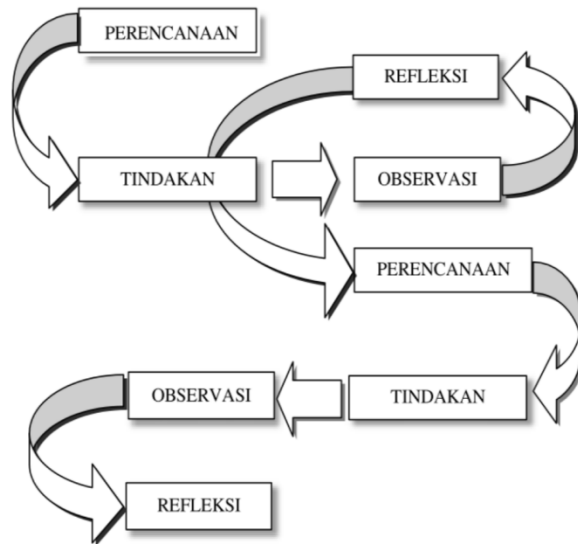 PERENCANAAN
REFLEKSI
TINDAKAN
OBSERVASI
PERENCANAAN
OBSERVASI
TINDAKAN
REFLEKSI